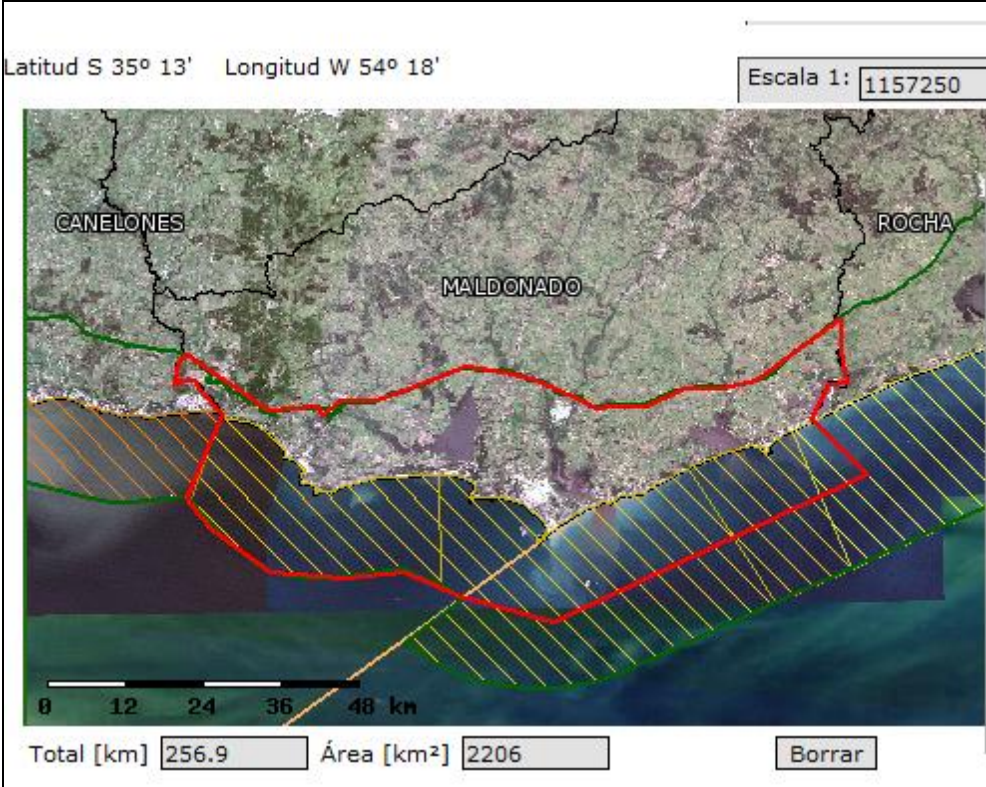 Latitud S 35º 13' Longitud W 54º 18'
Escala 1: 1157250
CANELONES
ROCHA
MALDONADO
0 12 24 36 48 km
Total [km] 256.9 Área [km²] 2206 Borrar